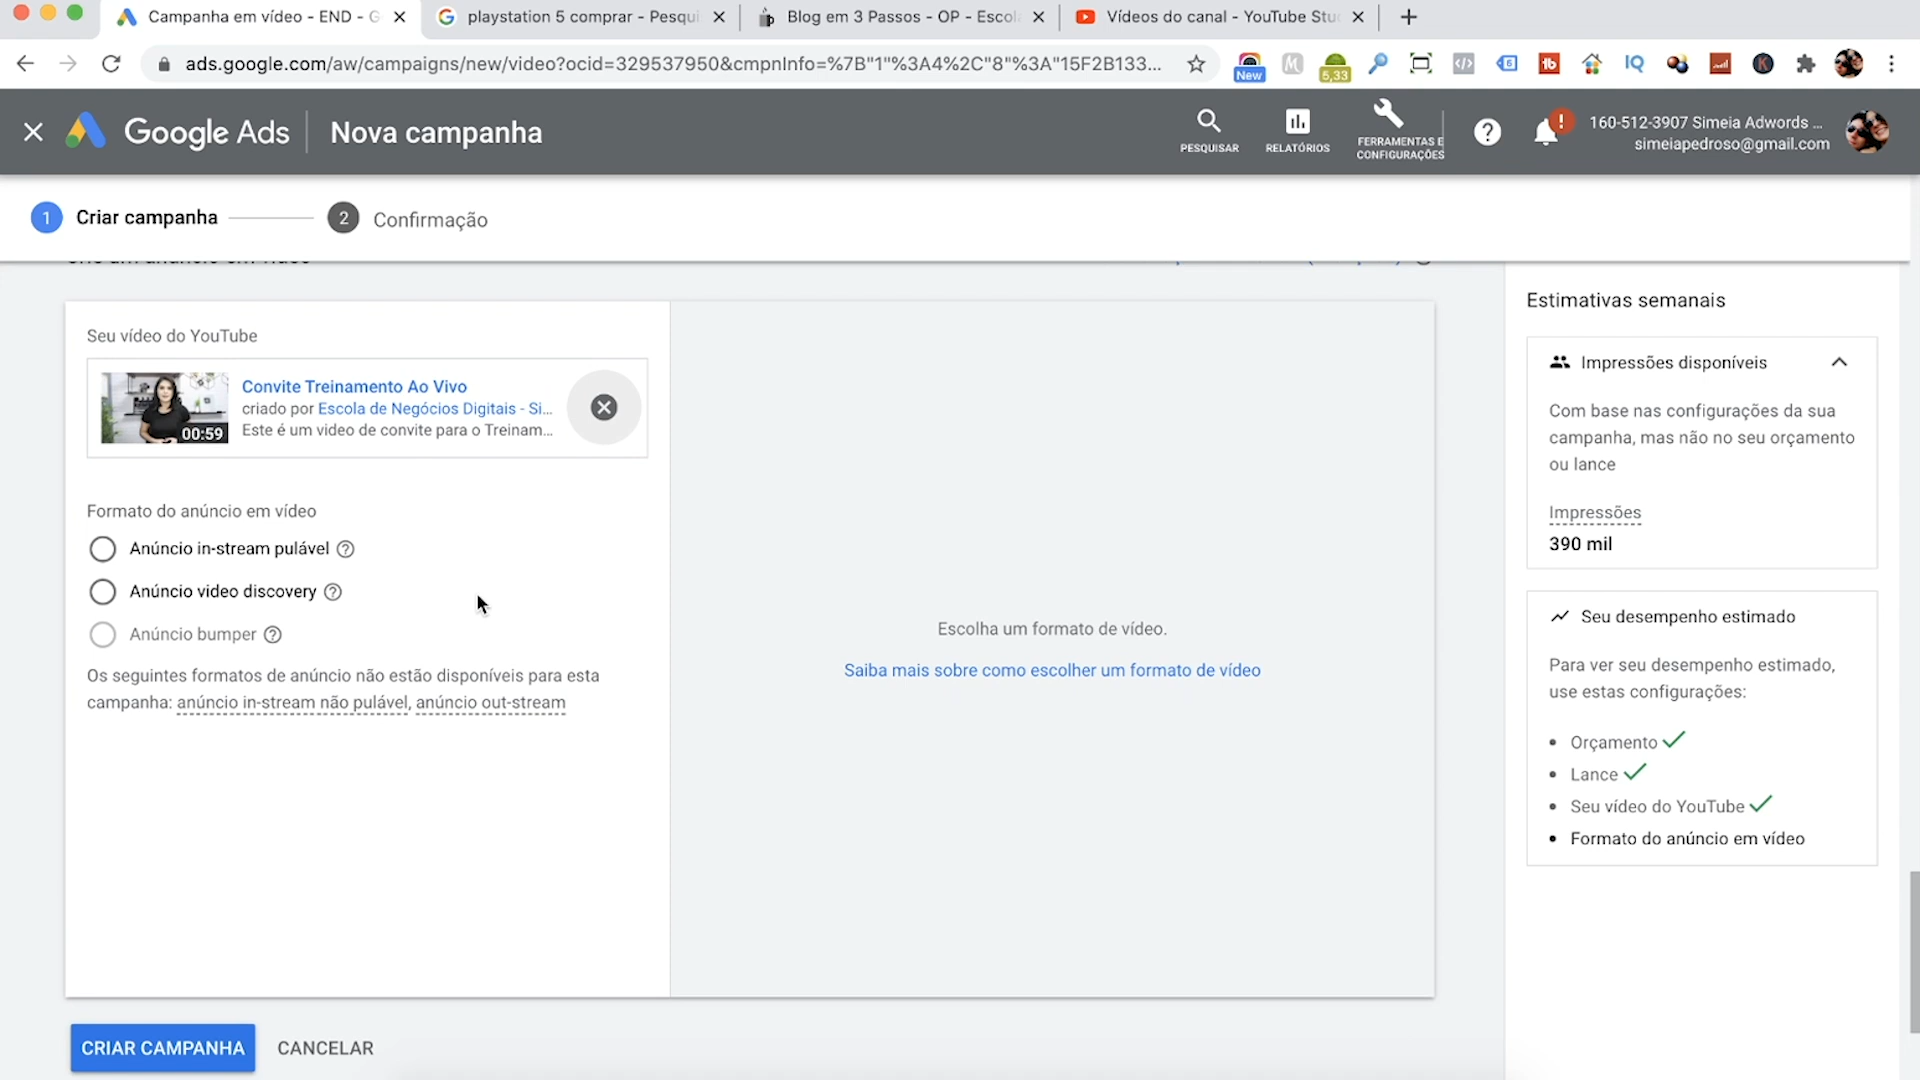 Campanha em vídeo - END - G
playstation 5 comprar - Pesqui
Blog em 3 Passos - OP - Escol
Vídeos do canal - YouTube Stu
ads.google.com/aw/campaigns/new/video?ocid=329537950&cmpnInfo=%7B"1"%3A4%2C"8"%3A"15F2B133...
New
5,33
Google Ads
Nova campanha
PESQUISAR
RELATÓRIOS
FERRAMENTAS E
CONFIGURAÇÕES
160-512-3907 Simeia Adwords ...
simeiapedroso@gmail.com
1 Criar campanha
2 Confirmação
Seu vídeo do YouTube
Convite Treinamento Ao Vivo
criado por Escola de Negócios Digitais - Si...
Este é um video de convite para o Treinam...
00:59
Formato do anúncio em vídeo
Anúncio in-stream pulável
Anúncio video discovery
Anúncio bumper
Os seguintes formatos de anúncio não estão disponíveis para esta
campanha: anúncio in-stream não pulável, anúncio out-stream
Escolha um formato de vídeo.
Saiba mais sobre como escolher um formato de vídeo
Estimativas semanais
Impressões disponíveis
Com base nas configurações da sua
campanha, mas não no seu orçamento
ou lance
Impressões
390 mil
Seu desempenho estimado
Para ver seu desempenho estimado,
use estas configurações:
• Orçamento
• Lance
• Seu vídeo do YouTube
• Formato do anúncio em vídeo
CRIAR CAMPANHA
CANCELAR